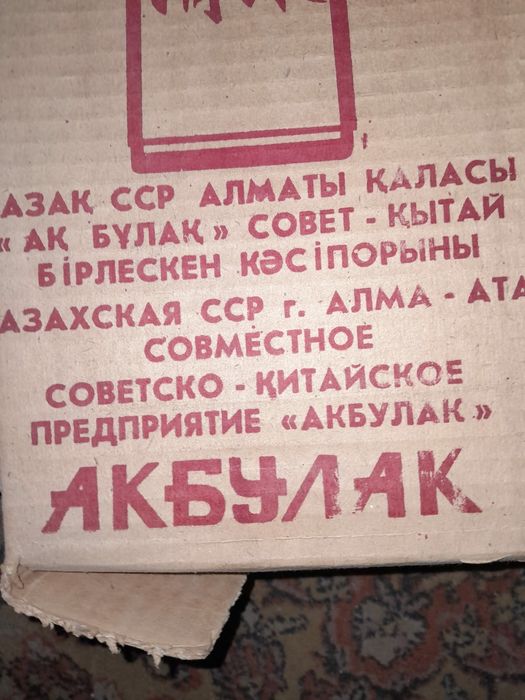 АЗАҚ ССР АЛМАТЫ ҚАЛАСЫ
« АҚ БҰЛАҚ » СОВЕТ - ҚЫТАЙ
БІРЛЕСКЕН КӘСІПОРЫНЫ
АЗАХСКАЯ ССР г. АЛМА - АТА
СОВМЕСТНОЕ
СОВЕТСКО - ҚИТАЙСКОЕ
ПРЕДПРИЯТИЕ «АКБУЛАК »
АКБУЛАК